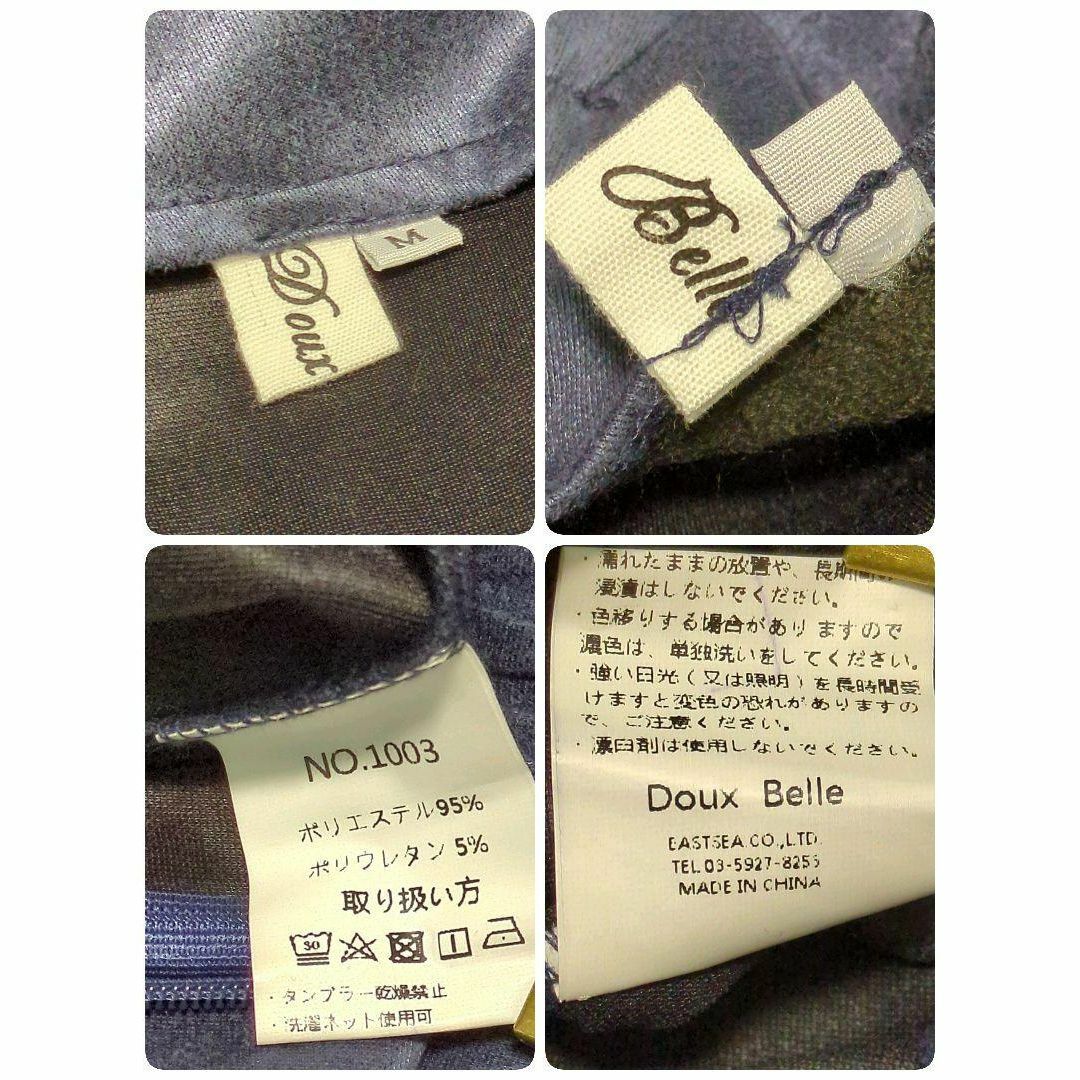 Doux
M
Belle
NO.1003
ポリエステル95%
ポリウレタン 5%
取り扱い方
30
・タンブラー乾燥禁止
・洗濯ネット使用可
・濡れたままの放置や、長期間の
浸漬はしないでください。
・色移りする場合がありますので
濃色は、単独洗いをしてください。
・強い日光(又は照明)を長時間受
けますと変色の恐れがありますの
で、ご注意ください。
・漂白剤は使用しないでください。
Doux Belle
EASTSEA.CO.,LTD.
TEL.03-5927-8255
MADE IN CHINA